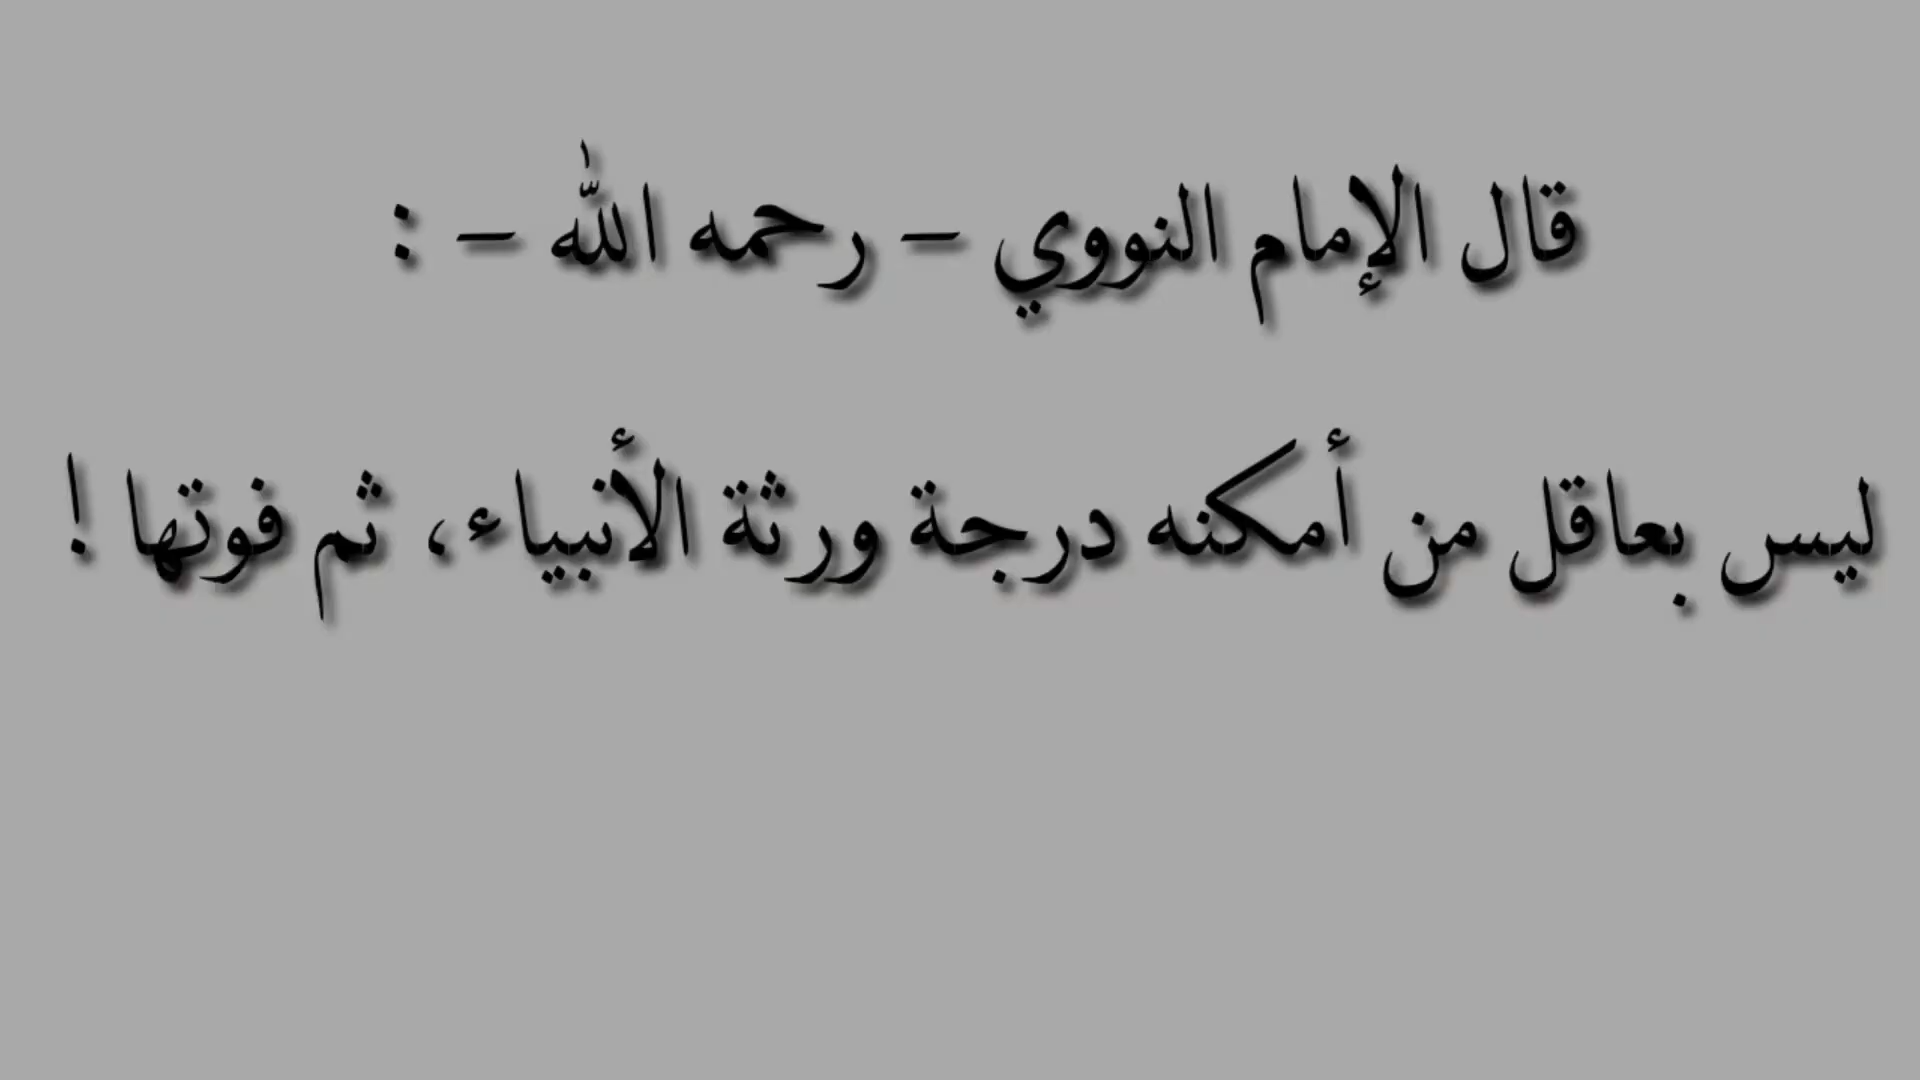 قال الإمام النووي – رحمه الله – :
ليس بعاقل من أمكنه درجة ورثة الأنبياء، ثم فوتها !